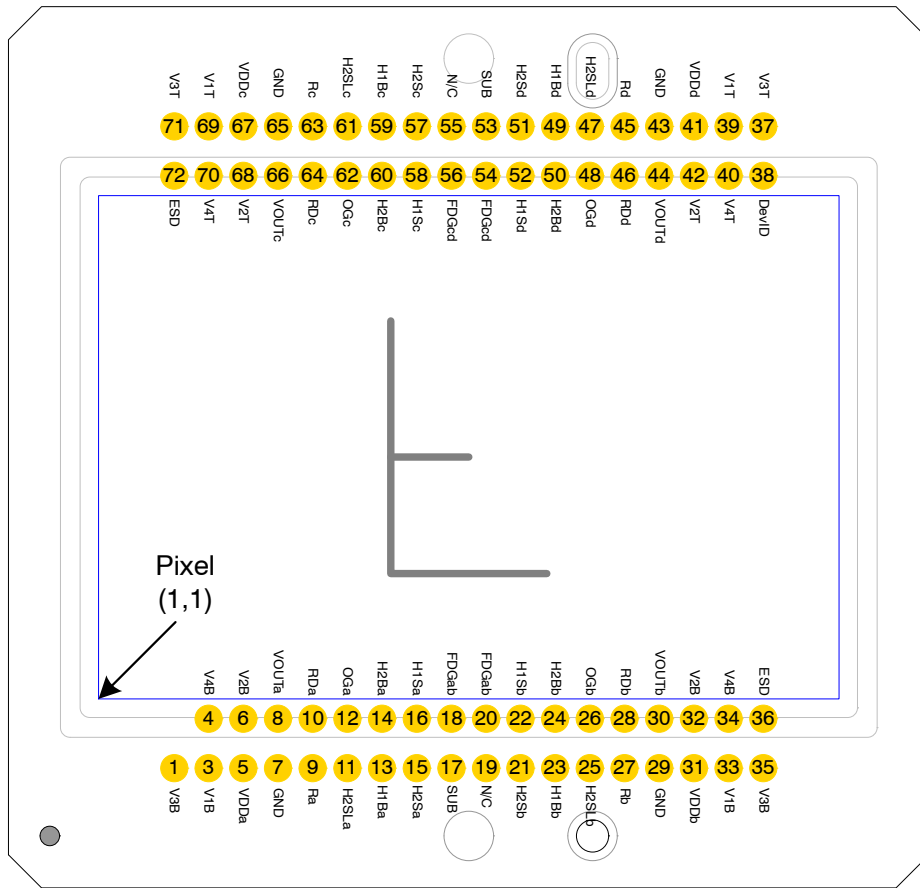 V3T V1T VDDc GND Rc H2SLc H1Bc H2Sc N/C SUB H2Sd H1Bd H2SLd Rd GND VDDd V1T V3T
71 69 67 65 63 61 59 57 55 53 51 49 47 45 43 41 39 37
72 70 68 66 64 62 60 58 56 54 52 50 48 46 44 42 40 38
ESD V4T V2T VOUTc RDc OGc H2Bc H1Sc FDGcd FDGcd H1Sd H2Bd OGd RDd VOUTd V2T V4T DevID
Pixel
(1,1)
V4B V2B VOUTa RDa OGa H2Ba H1Sa FDGab FDGab H1Sb H2Bb OGb RDb VOUTb V2B V4B ESD
4 6 8 10 12 14 16 18 20 22 24 26 28 30 32 34 36
1 3 5 7 9 11 13 15 17 19 21 23 25 27 29 31 33 35
V3B V1B VDDa GND Ra H2SLa H1Ba H2Sa SUB N/C H2Sb H1Bb H2SLb Rb GND VDDb V1B V3B